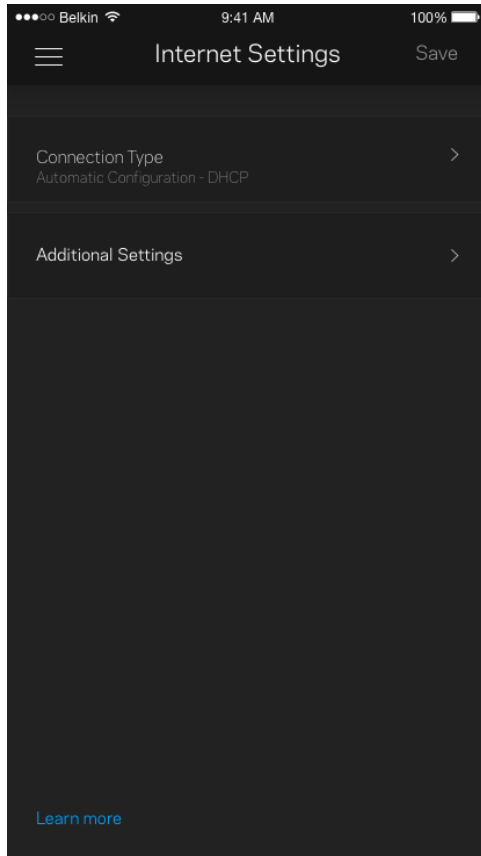 Belkin 9:41 AM 100%
Internet Settings Save
Connection Type
Automatic Configuration - DHCP
Additional Settings
Learn more